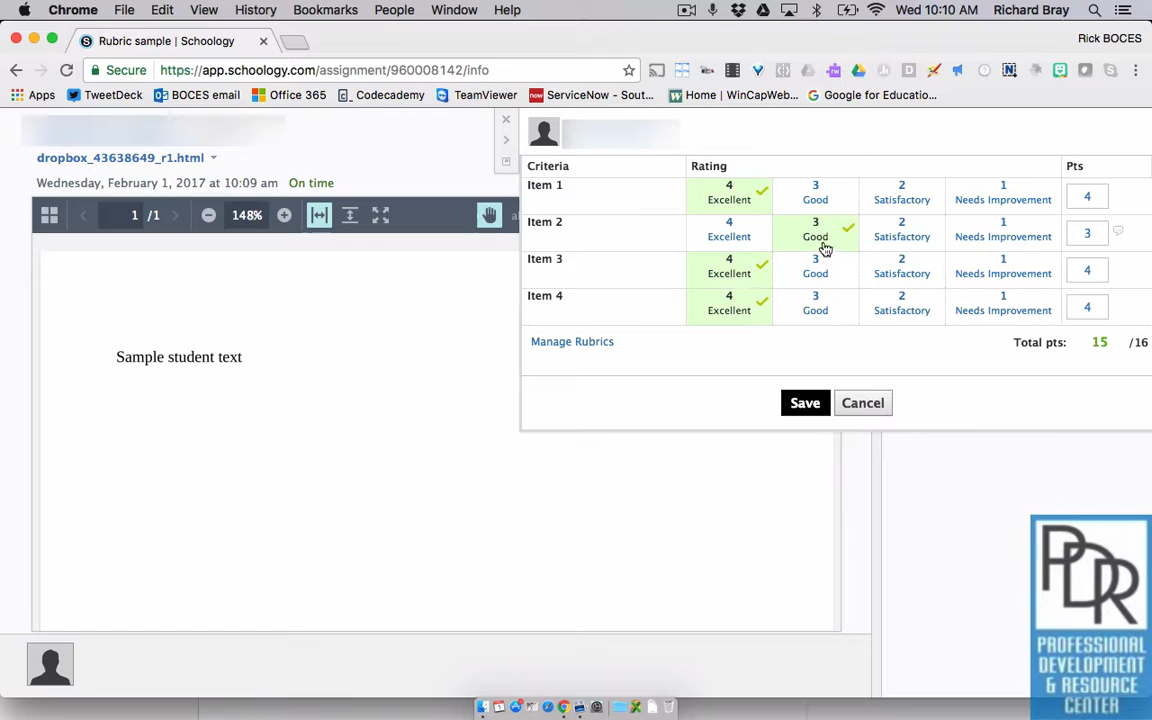 Chrome File Edit View History Bookmarks People Window Help Wed 10:10 AM Richard Bray
Rubric sample | Schoology Rick BOCES
Secure https://app.schoology.com/assignment/960008142/info
Apps TweetDeck BOCES email Office 365 Codecademy TeamViewer ServiceNow - Sout... Home | WinCapWeb... Google for Educatio...
dropbox_43638649_r1.html
Wednesday, February 1, 2017 at 10:09 am On time
1 /1 148%
Sample student text
Criteria Rating Pts
Item 1 4 Excellent 3 Good 2 Satisfactory 1 Needs Improvement 4
Item 2 4 Excellent 3 Good 2 Satisfactory 1 Needs Improvement 3
Item 3 4 Excellent 3 Good 2 Satisfactory 1 Needs Improvement 4
Item 4 4 Excellent 3 Good 2 Satisfactory 1 Needs Improvement 4
Manage Rubrics Total pts: 15 /16
Save Cancel
PDRC
PROFESSIONAL
DEVELOPMENT
& RESOURCE
CENTER